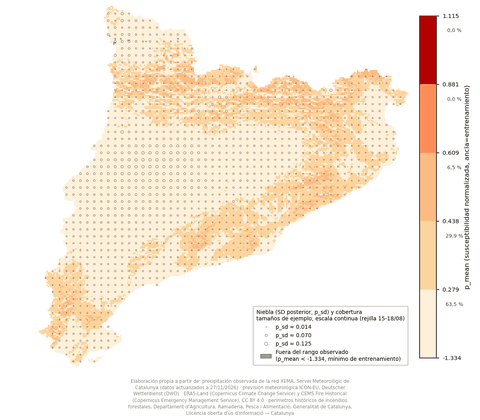 1.115
0,0 %
0.881
0,0 %
0.609
6,5 %
0.438
29,9 %
0.279
63,5 %
-1.334
p_mean (susceptibilidad normalizada, ancla=entrenamiento)
Niebla (SD posterior, p_sd) y cobertura
tamaños de ejemplo, escala continua (rejilla 15-18/08)
p_sd = 0.014
p_sd = 0.070
p_sd = 0.125
Fuera del rango observado
(p_mean < -1.334, mínimo de entrenamiento)
Elaboración propia a partir de: precipitación observada de la red XEMA, Servei Meteorològic de
Catalunya (datos actualizados a 27/11/2026) · previsión meteorológica ICON-EU, Deutscher
Wetterdienst (DWD) · ERA5-Land (Copernicus Climate Change Service) y CEMS Fire Historical
(Copernicus Emergency Management Service), CC BY 4.0 · perímetros históricos de incendios
forestales, Departament d'Agricultura, Ramaderia, Pesca i Alimentació, Generalitat de Catalunya,
Llicència oberta d'ús d'informació — Catalunya